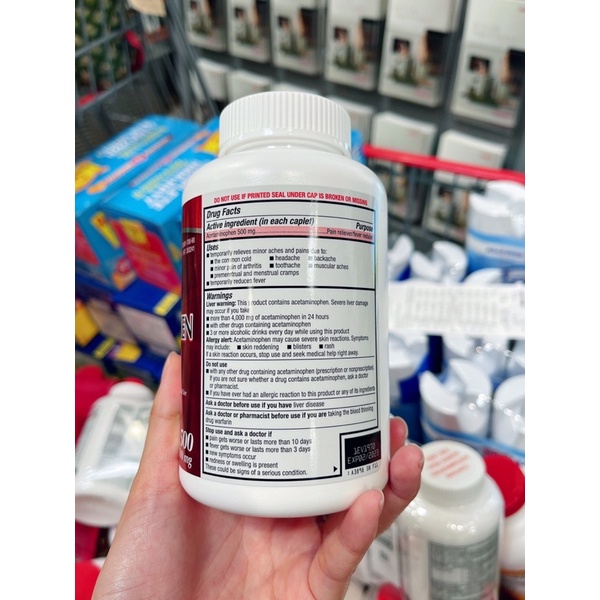 DO NOT USE IF PRINTED SEAL UNDER CAP IS BROKEN OR MISSING
Drug Facts
Active ingredient (in each caplet) Purpose
Acetaminophen 500 mg Pain reliever/fever reducer
Uses
■ temporarily relieves minor aches and pains due to:
■ the common cold ■ headache ■ backache
■ minor pain of arthritis ■ toothache ■ muscular aches
■ premenstrual and menstrual cramps
■ temporarily reduces fever
Warnings
Liver warning: This product contains acetaminophen. Severe liver damage
may occur if you take
■ more than 4,000 mg of acetaminophen in 24 hours
■ with other drugs containing acetaminophen
■ 3 or more alcoholic drinks every day while using this product
Allergy alert: Acetaminophen may cause severe skin reactions. Symptoms
may include: ■ skin reddening ■ blisters ■ rash
If a skin reaction occurs, stop use and seek medical help right away.
Do not use
■ with any other drug containing acetaminophen (prescription or nonprescription).
If you are not sure whether a drug contains acetaminophen, ask a doctor
or pharmacist.
■ if you have ever had an allergic reaction to this product or any of its ingredients
Ask a doctor before use if you have liver disease
Ask a doctor or pharmacist before use if you are taking the blood thinning
drug warfarin
Stop use and ask a doctor if
■ pain gets worse or lasts more than 10 days
■ fever gets worse or lasts more than 3 days
■ new symptoms occur
■ redness or swelling is present
These could be signs of a serious condition.
EN
500
mg